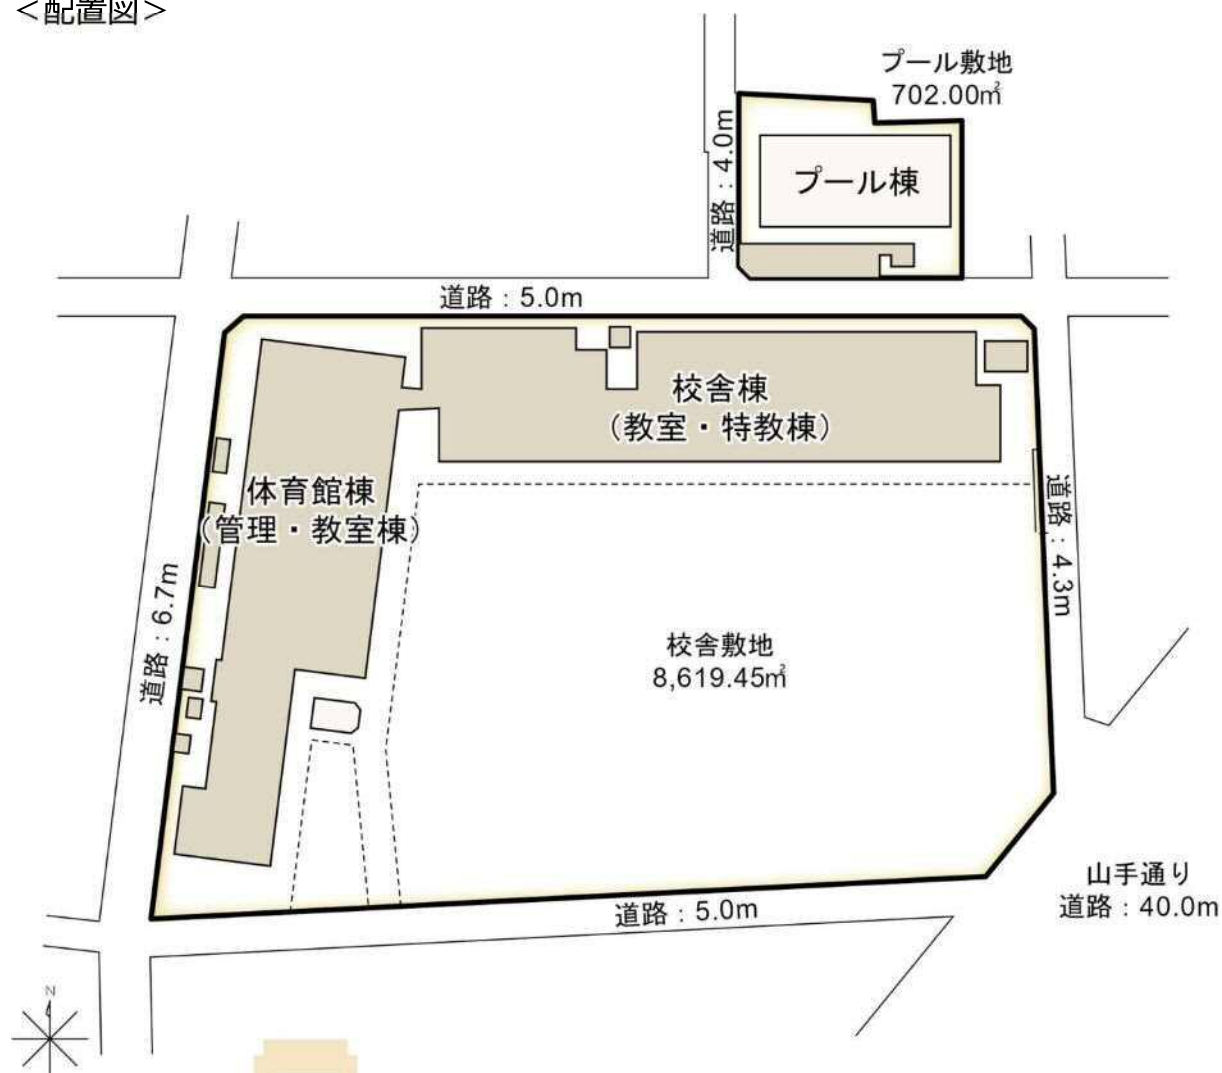 ＜配置図＞
プール敷地
702.00㎡
道路：4.0m
プール棟
道路：5.0m
校舎棟
（教室・特教棟）
体育館棟
（管理・教室棟）
道路：4.3m
道路：6.7m
校舎敷地
8,619.45㎡
山手通り
道路：40.0m
道路：5.0m
N